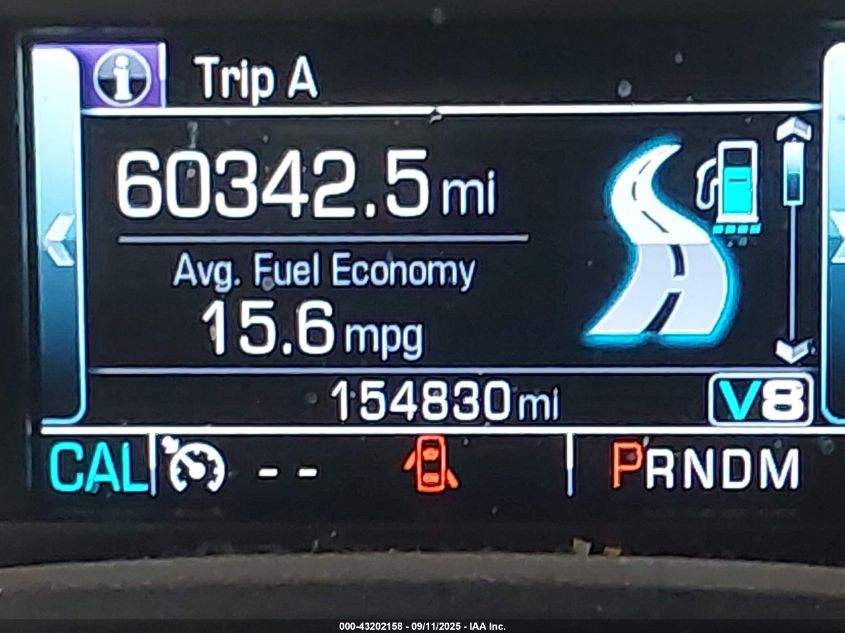 Trip A
60342.5 mi
Avg. Fuel Economy
15.6 mpg
154830 mi
V8
CAL -- PRNDM
000-43202158 - 09/11/2025 - IAA Inc.